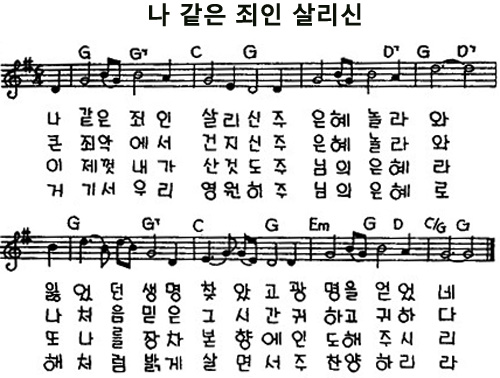 나 같은 죄인 살리신
G G7 C G D7 G D7
나 같은 죄인 살리신주 은혜 놀라와
큰 죄악에서 건지신주 은혜 놀라와
이 제껏 내가 산것도주 님의 은혜라
거 기서 우리 영원히주 님의 은혜로
G G7 C G Em G D C/G G
잃었던 생명 찾았고 광명을 얻었네
나 처음 믿은 그 시간 귀하고 귀하다
또 나를 장차 본 향에 인도해 주시리
해처럼 밝게 살면서 주 찬양하리라